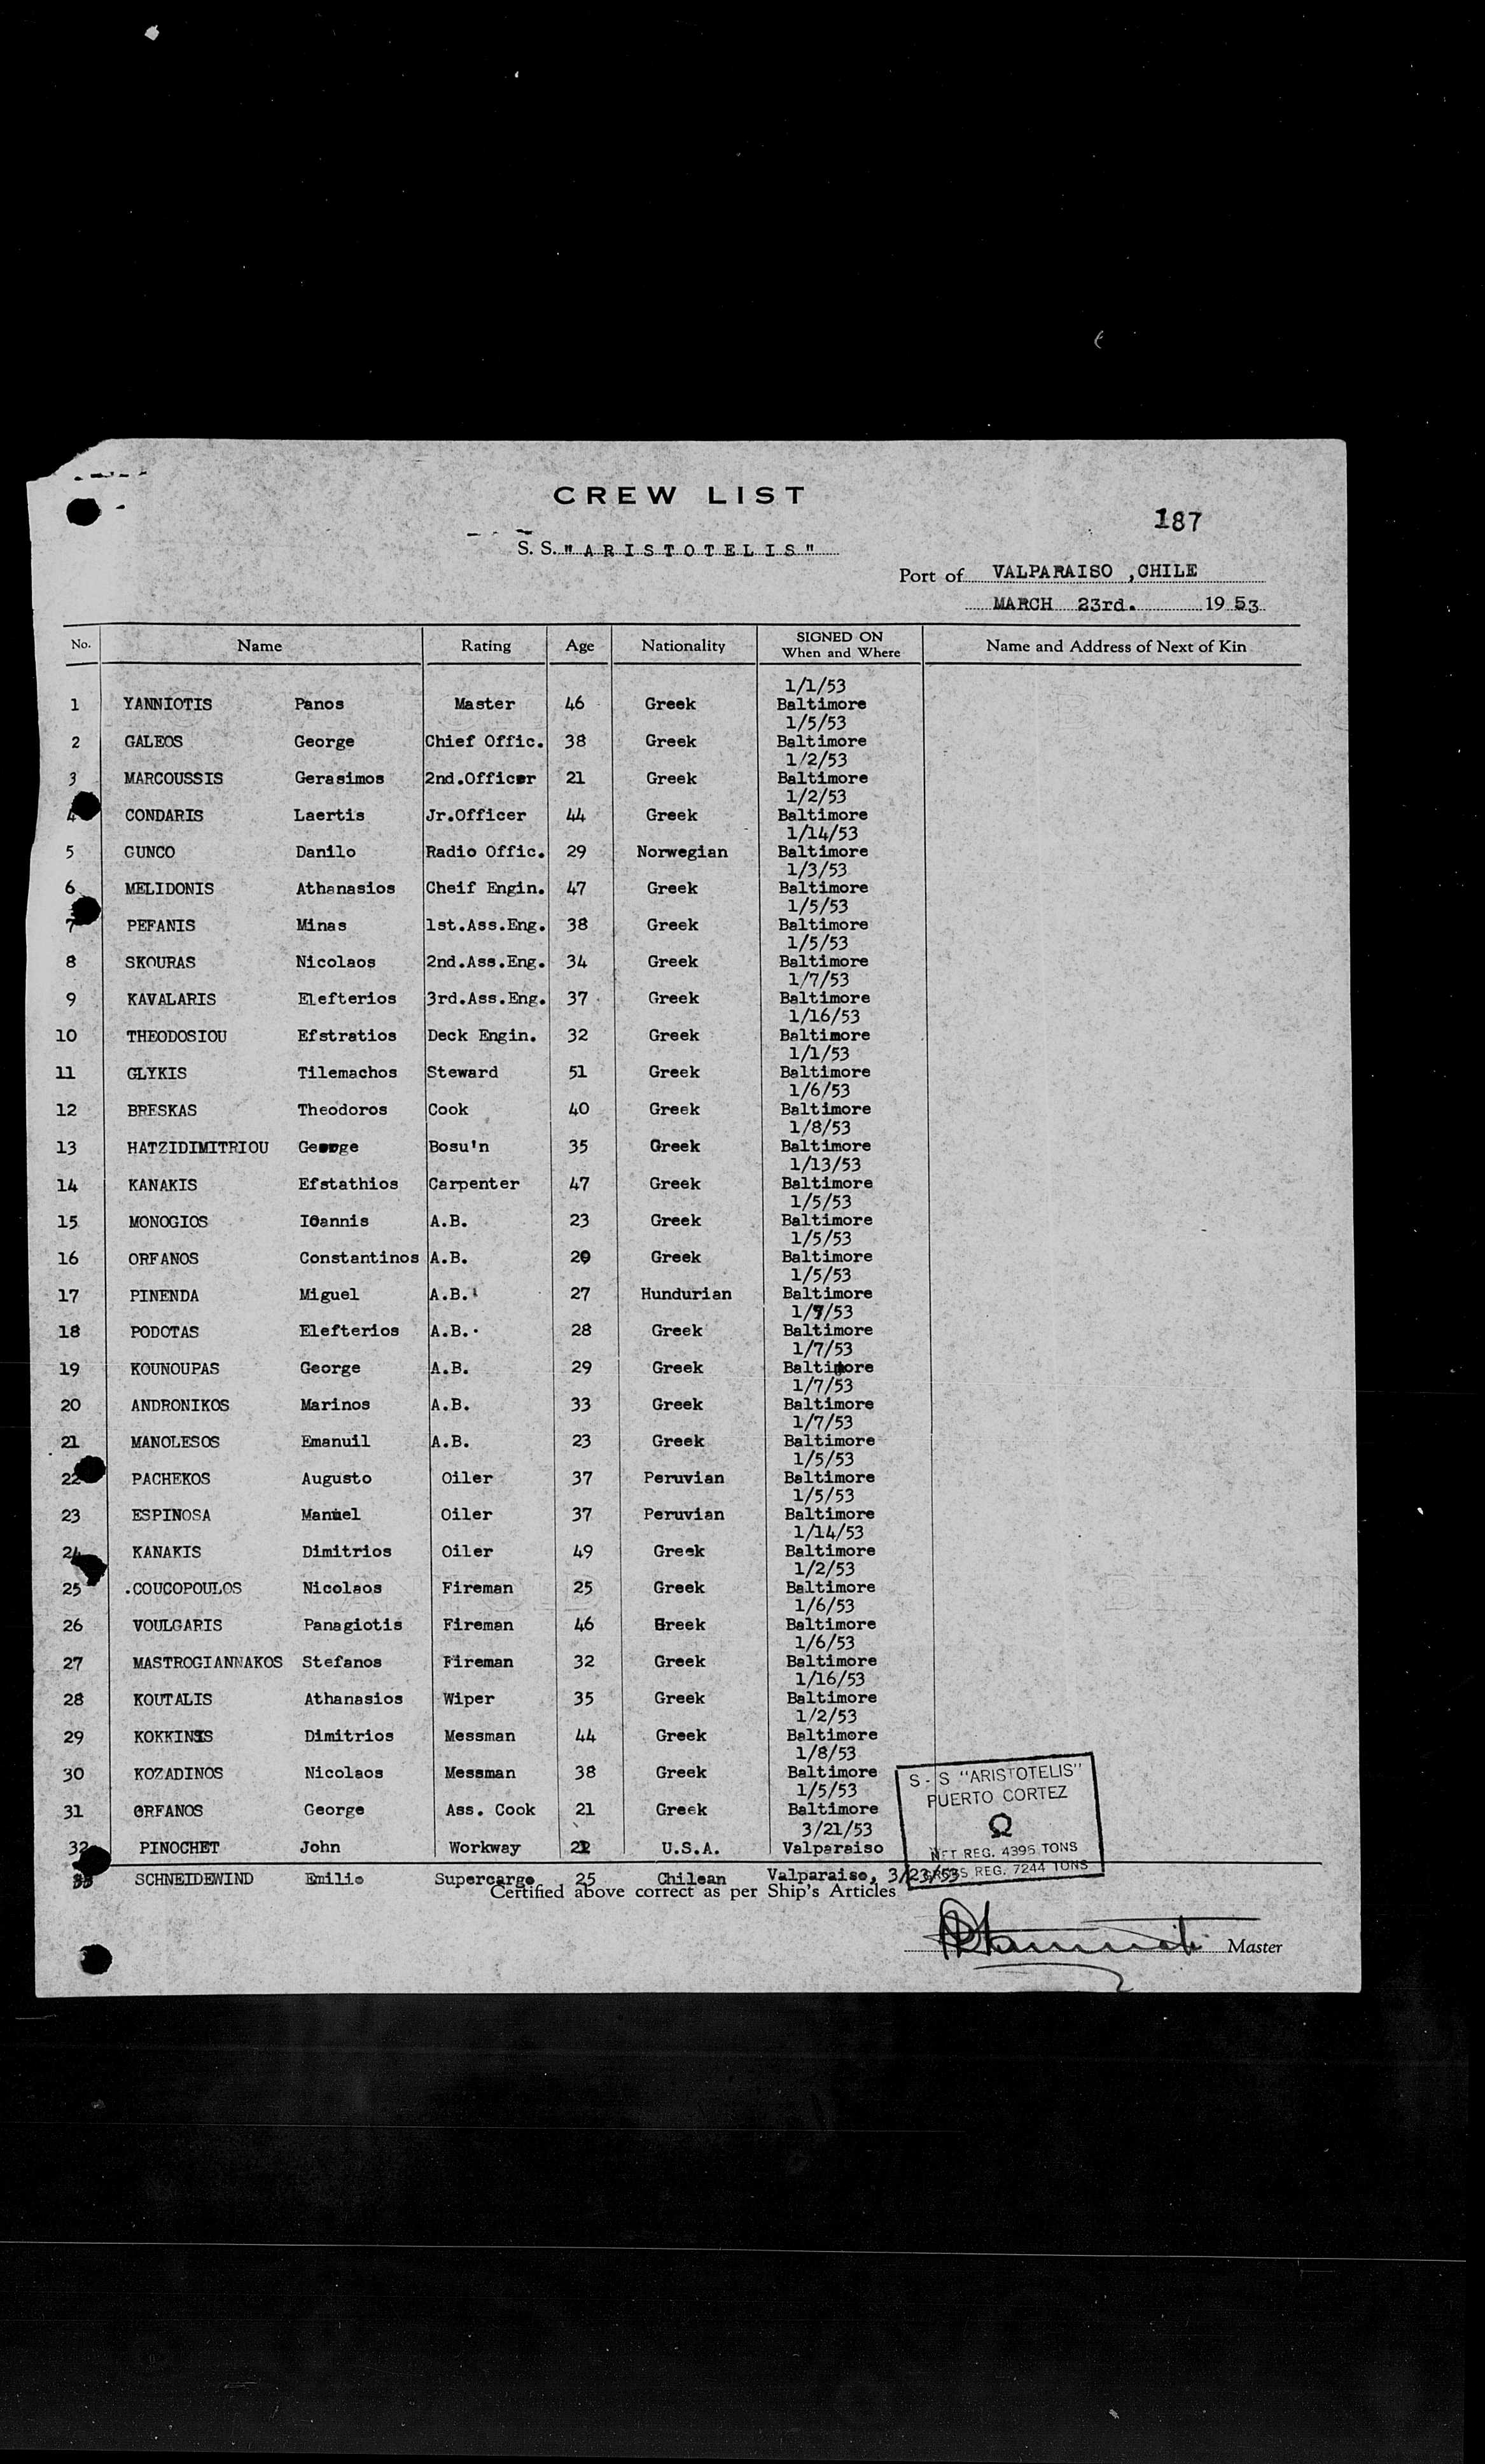 CREW LIST
187
S. S. "ARISTOTELIS"
Port of VALPARAISO ,CHILE
MARCH 23rd. 1953
No. Name Rating Age Nationality SIGNED ON When and Where Name and Address of Next of Kin
1/1/53
1 YANNIOTIS Panos Master 46 Greek Baltimore
1/5/53
2 GALEOS George Chief Offic. 38 Greek Baltimore
1/2/53
3 MARCOUSSIS Gerasimos 2nd.Officer 21 Greek Baltimore
1/2/53
4 CONDARIS Laertis Jr.Officer 44 Greek Baltimore
1/14/53
5 GUNCO Danilo Radio Offic. 29 Norwegian Baltimore
1/3/53
6 MELIDONIS Athanasios Cheif Engin. 47 Greek Baltimore
1/5/53
7 PEFANIS Minas 1st.Ass.Eng. 38 Greek Baltimore
1/5/53
8 SKOURAS Nicolaos 2nd.Ass.Eng. 34 Greek Baltimore
1/7/53
9 KAVALARIS Elefterios 3rd.Ass.Eng. 37 Greek Baltimore
1/16/53
10 THEODOSIOU Efstratios Deck Engin. 32 Greek Baltimore
1/1/53
11 GLYKIS Tilemachos Steward 51 Greek Baltimore
1/6/53
12 BRESKAS Theodoros Cook 40 Greek Baltimore
1/8/53
13 HATZIDIMITRIOU George Bosu'n 35 Greek Baltimore
1/13/53
14 KANAKIS Efstathios Carpenter 47 Greek Baltimore
1/5/53
15 MONOGIOS Ioannis A.B. 23 Greek Baltimore
1/5/53
16 ORFANOS Constantinos A.B. 29 Greek Baltimore
1/5/53
17 PINENDA Miguel A.B. 27 Hundurian Baltimore
1/7/53
18 PODOTAS Elefterios A.B. 28 Greek Baltimore
1/7/53
19 KOUNOUPAS George A.B. 29 Greek Baltimore
1/7/53
20 ANDRONIKOS Marinos A.B. 33 Greek Baltimore
1/7/53
21 MANOLESOS Emanuil A.B. 23 Greek Baltimore
1/5/53
22 PACHEKOS Augusto Oiler 37 Peruvian Baltimore
1/5/53
23 ESPINOSA Manuel Oiler 37 Peruvian Baltimore
1/14/53
24 KANAKIS Dimitrios Oiler 49 Greek Baltimore
1/2/53
25 .COUCOPOULOS Nicolaos Fireman 25 Greek Baltimore
1/6/53
26 VOULGARIS Panagiotis Fireman 46 Greek Baltimore
1/6/53
27 MASTROGIANNAKOS Stefanos Fireman 32 Greek Baltimore
1/16/53
28 KOUTALIS Athanasios Wiper 35 Greek Baltimore
1/2/53
29 KOKKINIS Dimitrios Messman 44 Greek Baltimore
1/8/53
30 KOZADINOS Nicolaos Messman 38 Greek Baltimore
1/5/53
31 ORFANOS George Ass. Cook 21 Greek Baltimore
3/21/53
32 PINOCHET John Workway 22 U.S.A. Valparaiso
33 SCHNEIDEWIND Emilio Supercargo 25 Chilean Valparaiso, 3/23/53
S-S "ARISTOTELIS"
PUERTO CORTEZ
Ω
NET REG. 4395 TONS
GROSS REG. 7244 TONS
Certified above correct as per Ship's Articles
Master